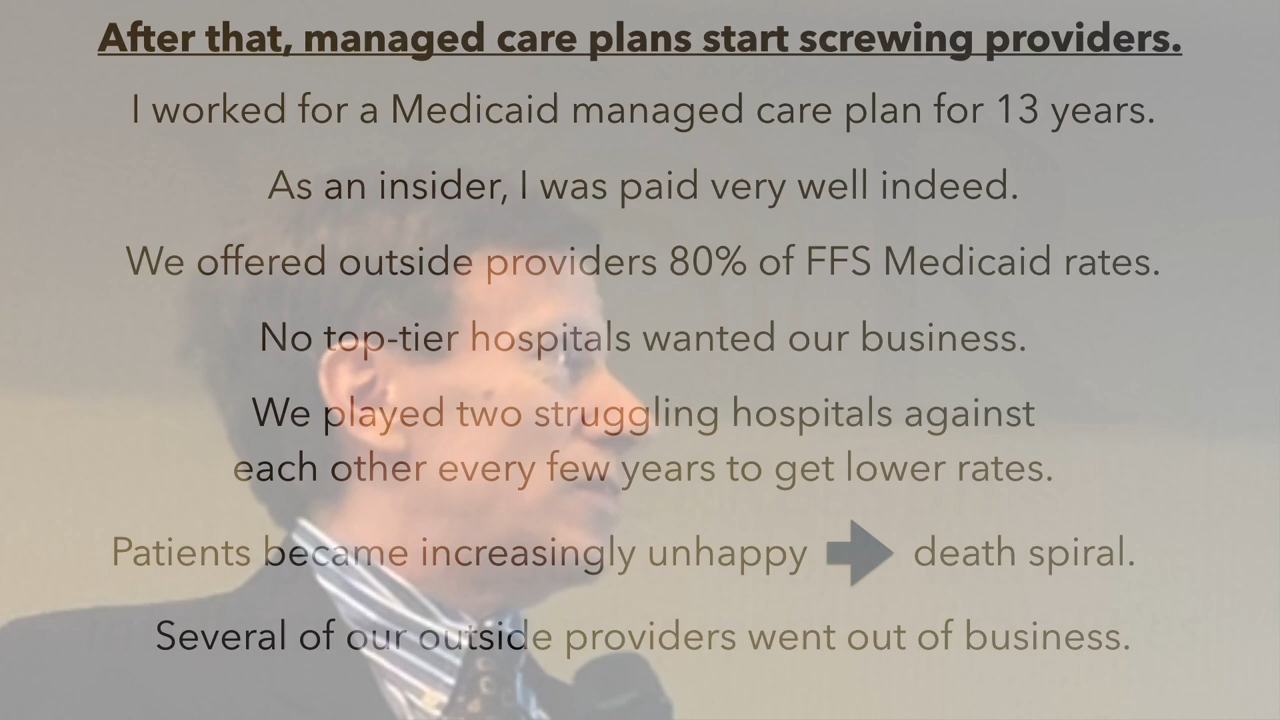 After that, managed care plans start screwing providers.
I worked for a Medicaid managed care plan for 13 years.
As an insider, I was paid very well indeed.
We offered outside providers 80% of FFS Medicaid rates.
No top-tier hospitals wanted our business.
We played two struggling hospitals against
each other every few years to get lower rates.
Patients became increasingly unhappy death spiral.
Several of our outside providers went out of business.